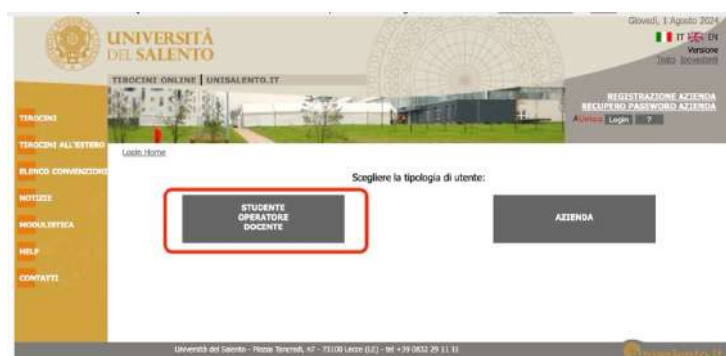 Giovedì, 1 Agosto 2024
IT EN
Versione
Testo
UNIVERSITÀ
DEL SALENTO
TIROCINI ONLINE | UNISALENTO.IT
REGISTRAZIONE AZIENDA
RECUPERO PASSWORD AZIENDA
Login ?
TIROCINI
TIROCINI ALL'ESTERO
ELENCO CONVENZIONI
NOTIZIE
MODULISTICA
HELP
CONTATTI
Login Home
Scegliere la tipologia di utente:
STUDENTE
OPERATORE
DOCENTE
AZIENDA
Università del Salento - Piazza Tancredi, n7 - 73100 Lecce (LE) - tel +39 0832 29 11 11